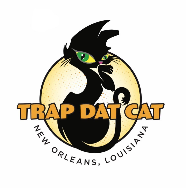 TRAP DAT CAT
NEW ORLEANS, LOUISIANA